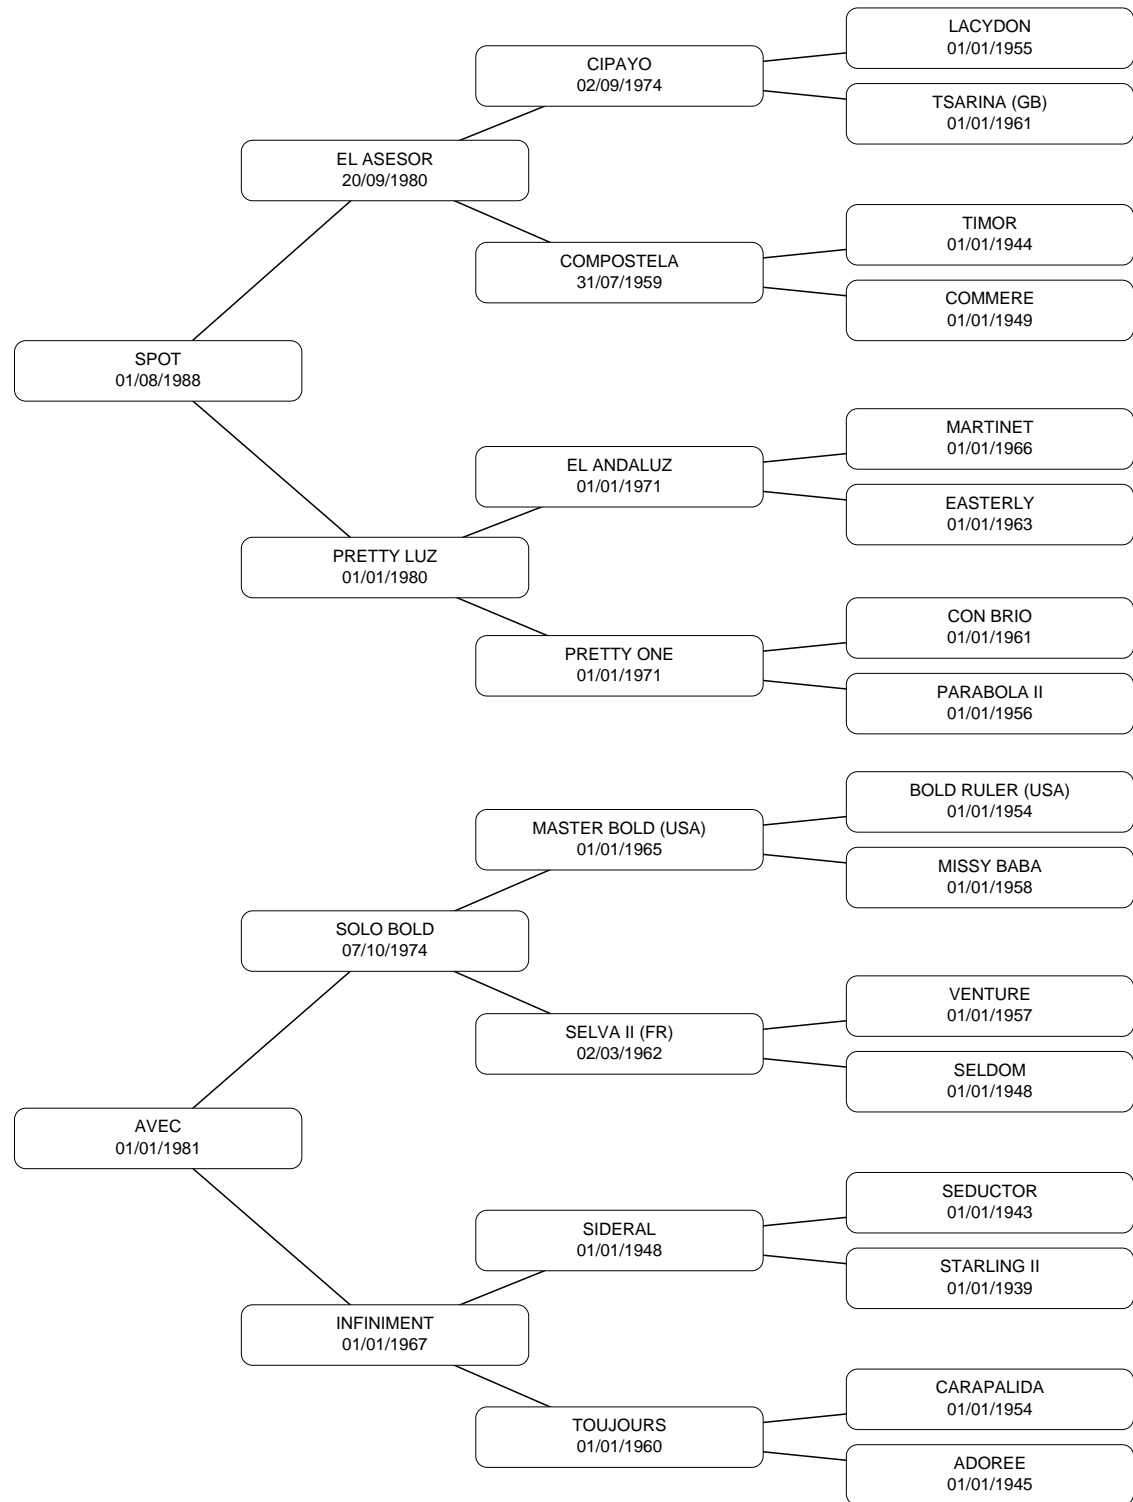 LACYDON
01/01/1955
CIPAYO
02/09/1974
TSARINA (GB)
01/01/1961
EL ASESOR
20/09/1980
TIMOR
01/01/1944
COMPOSTELA
31/07/1959
COMMERE
01/01/1949
SPOT
01/08/1988
MARTINET
01/01/1966
EL ANDALUZ
01/01/1971
EASTERLY
01/01/1963
PRETTY LUZ
01/01/1980
CON BRIO
01/01/1961
PRETTY ONE
01/01/1971
PARABOLA II
01/01/1956
BOLD RULER (USA)
01/01/1954
MASTER BOLD (USA)
01/01/1965
MISSY BABA
01/01/1958
SOLO BOLD
07/10/1974
VENTURE
01/01/1957
SELVA II (FR)
02/03/1962
SELDOM
01/01/1948
AVEC
01/01/1981
SEDUCTOR
01/01/1943
SIDERAL
01/01/1948
STARLING II
01/01/1939
INFINIMENT
01/01/1967
CARAPALIDA
01/01/1954
TOUJOURS
01/01/1960
ADOREE
01/01/1945